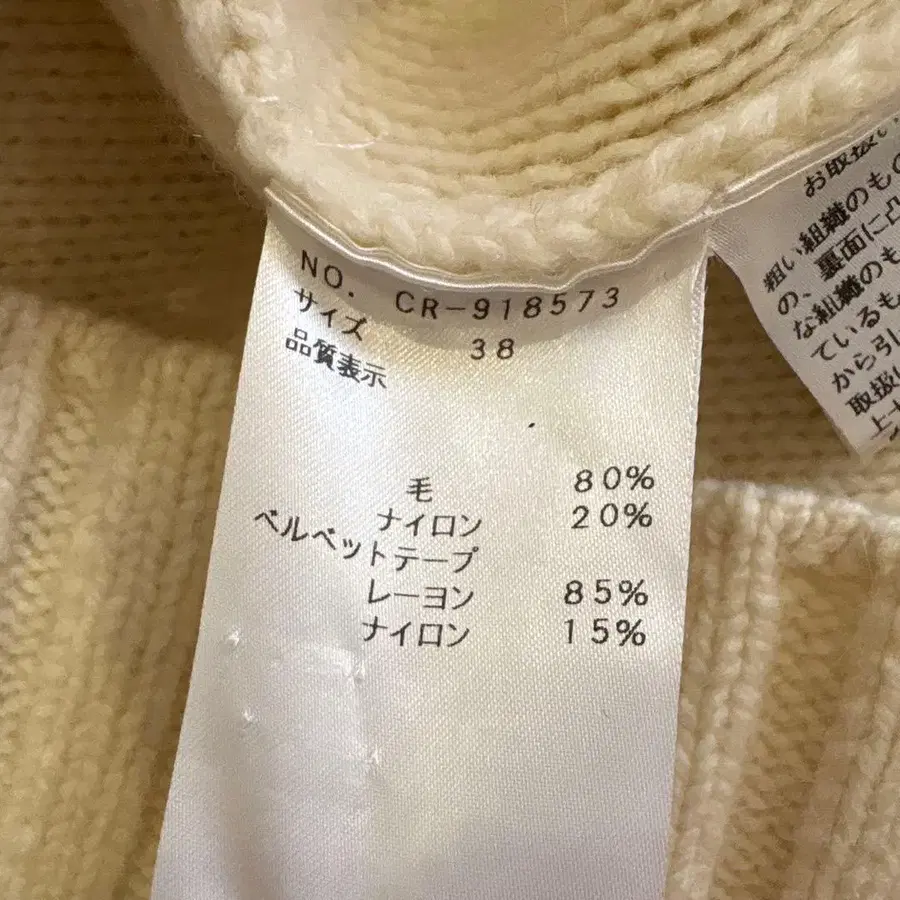 NO. CR-918573
サイズ 38
品質表示
毛 80%
ナイロン 20%
ベルベットテープ
レーヨン 85%
ナイロン 15%
お取扱い
粗い組織のもの
の、裏面に凸
な組織のも
ているも
から引
取扱い